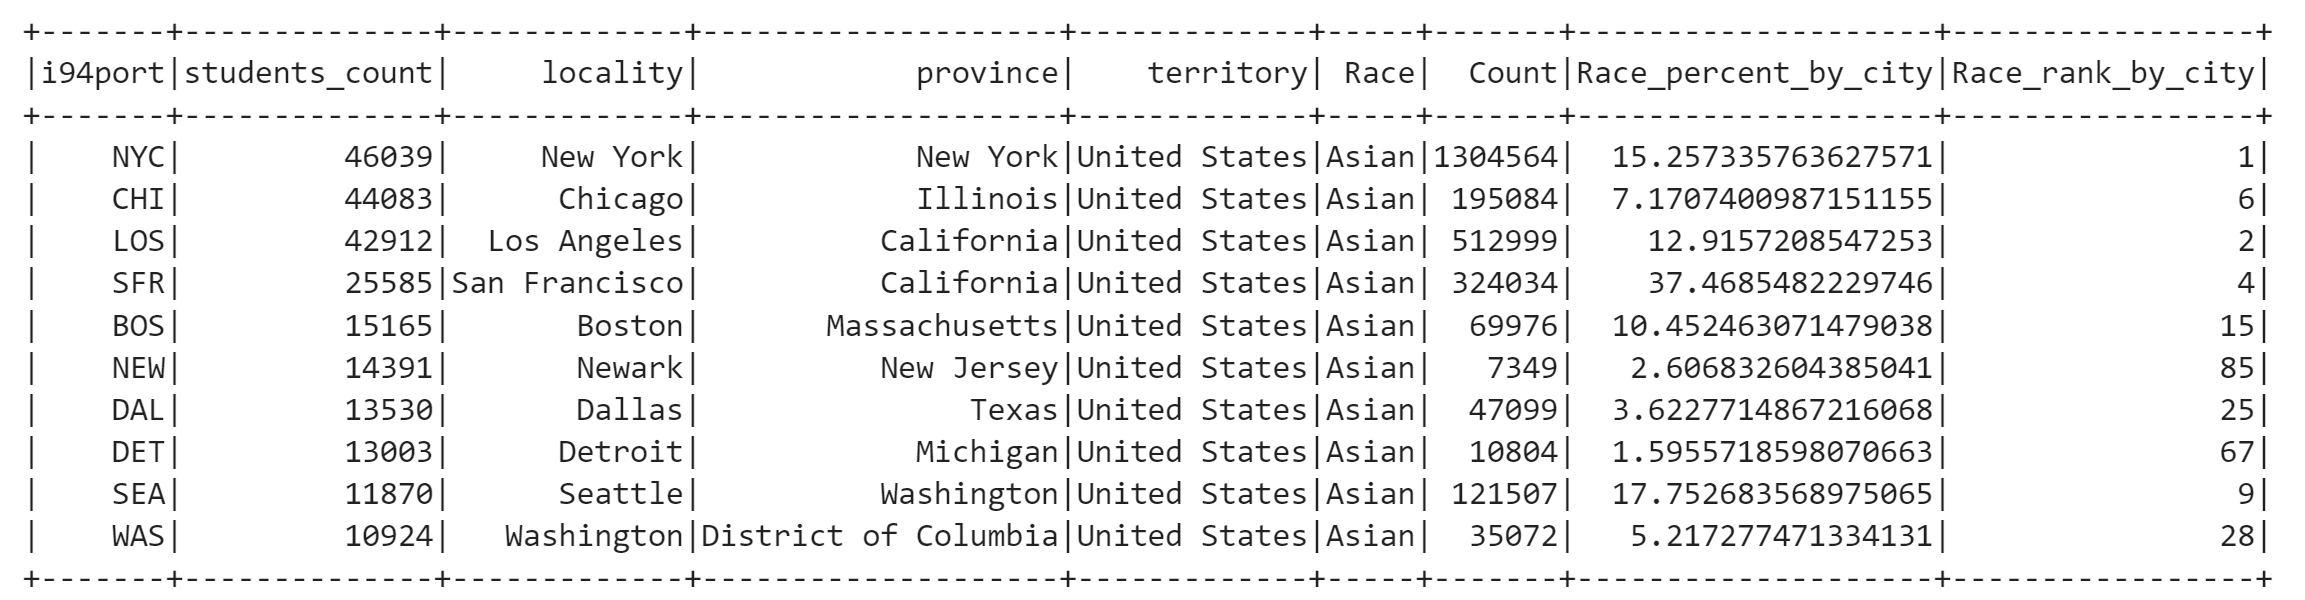 +-------+--------------+-------------+--------------------+-------------+-----+-------+--------------------+-----------------+
|i94port|students_count|     locality|            province|    territory| Race|  Count|Race_percent_by_city|Race_rank_by_city|
+-------+--------------+-------------+--------------------+-------------+-----+-------+--------------------+-----------------+
|    NYC|         46039|     New York|            New York|United States|Asian|1304564|  15.257335763627571|                1|
|    CHI|         44083|      Chicago|            Illinois|United States|Asian| 195084|  7.1707400987151155|                6|
|    LOS|         42912|  Los Angeles|          California|United States|Asian| 512999|    12.9157208547253|                2|
|    SFR|         25585|San Francisco|          California|United States|Asian| 324034|    37.4685482229746|                4|
|    BOS|         15165|       Boston|       Massachusetts|United States|Asian|  69976|  10.452463071479038|               15|
|    NEW|         14391|       Newark|          New Jersey|United States|Asian|   7349|   2.606832604385041|               85|
|    DAL|         13530|       Dallas|               Texas|United States|Asian|  47099|  3.6227714867216068|               25|
|    DET|         13003|      Detroit|            Michigan|United States|Asian|  10804|  1.5955718598070663|               67|
|    SEA|         11870|      Seattle|          Washington|United States|Asian| 121507|  17.752683568975065|                9|
|    WAS|         10924|   Washington|District of Columbia|United States|Asian|  35072|   5.217277471334131|               28|
+-------+--------------+-------------+--------------------+-------------+-----+-------+--------------------+-----------------+